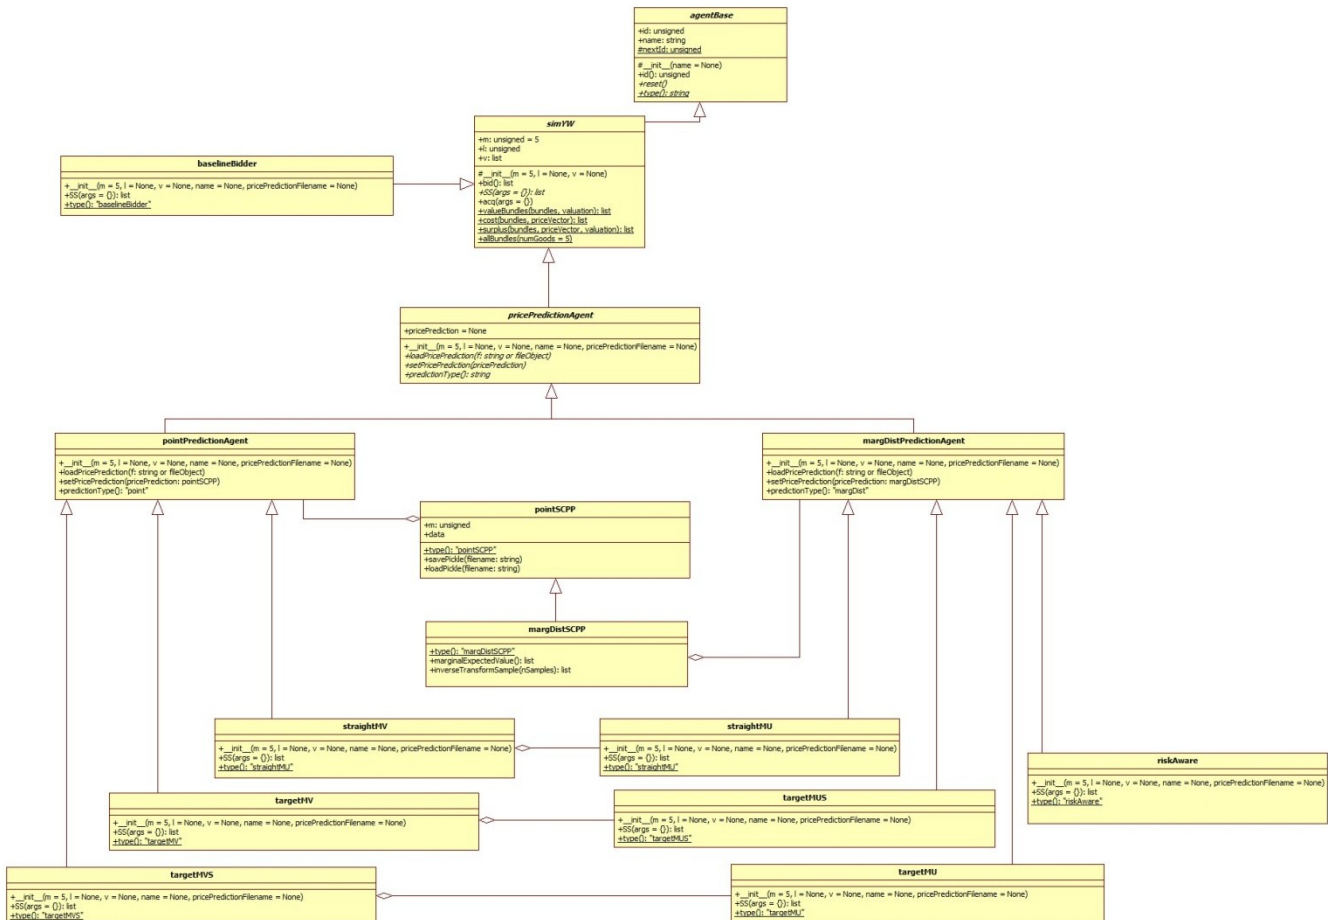 agentBase
+id: unsigned
+name: string
#nextId: unsigned
#__init__(name = None)
+id(): unsigned
+reset()
+type(): string
simYW
+m: unsigned = 5
+l: unsigned
+v: list
#__init__(m = 5, l = None, v = None)
+bid(): list
+SS(args = {}): list
+acq(args = {})
+valueBundles(bundles, valuation): list
+cost(bundles, priceVector): list
+surplus(bundles, priceVector, valuation): list
+allBundles(numGoods = 5)
baselineBidder
+__init__(m = 5, l = None, v = None, name = None, pricePredictionFilename = None)
+SS(args = {}): list
+type(): "baselineBidder"
pricePredictionAgent
+pricePrediction = None
+__init__(m = 5, l = None, v = None, name = None, pricePredictionFilename = None)
+loadPricePrediction(f: string or fileObject)
+setPricePrediction(pricePrediction)
+predictionType(): string
pointPredictionAgent
+__init__(m = 5, l = None, v = None, name = None, pricePredictionFilename = None)
+loadPricePrediction(f: string or fileObject)
+setPricePrediction(pricePrediction: pointSCPP)
+predictionType(): "point"
margDistPredictionAgent
+__init__(m = 5, l = None, v = None, name = None, pricePredictionFilename = None)
+loadPricePrediction(f: string or fileObject)
+setPricePrediction(pricePrediction: margDistSCPP)
+predictionType(): "margDist"
pointSCPP
+m: unsigned
+data
+type(): "pointSCPP"
+savePickle(filename: string)
+loadPickle(filename: string)
margDistSCPP
+type(): "margDistSCPP"
+marginalExpectedValue(): list
+inverseTransformSample(nSamples): list
straightMV
+__init__(m = 5, l = None, v = None, name = None, pricePredictionFilename = None)
+SS(args = {}): list
+type(): "straightMU"
straightMU
+__init__(m = 5, l = None, v = None, name = None, pricePredictionFilename = None)
+SS(args = {}): list
+type(): "straightMU"
riskAware
+__init__(m = 5, l = None, v = None, name = None, pricePredictionFilename = None)
+SS(args = {}): list
+type(): "riskAware"
targetMV
+__init__(m = 5, l = None, v = None, name = None, pricePredictionFilename = None)
+SS(args = {}): list
+type(): "targetMV"
targetMUS
+__init__(m = 5, l = None, v = None, name = None, pricePredictionFilename = None)
+SS(args = {}): list
+type(): "targetMUS"
targetMVS
+__init__(m = 5, l = None, v = None, name = None, pricePredictionFilename = None)
+SS(args = {}): list
+type(): "targetMVS"
targetMU
+__init__(m = 5, l = None, v = None, name = None, pricePredictionFilename = None)
+SS(args = {}): list
+type(): "targetMU"